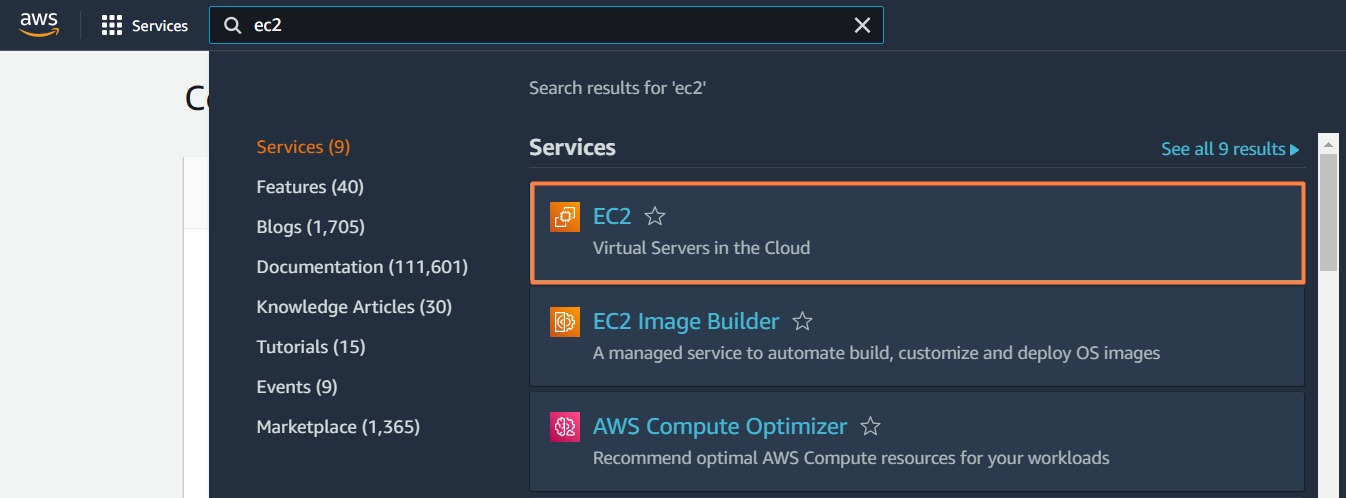 aws
Services
ec2
Search results for 'ec2'
Services (9)
Features (40)
Blogs (1,705)
Documentation (111,601)
Knowledge Articles (30)
Tutorials (15)
Events (9)
Marketplace (1,365)
Services
See all 9 results
EC2
Virtual Servers in the Cloud
EC2 Image Builder
A managed service to automate build, customize and deploy OS images
AWS Compute Optimizer
Recommend optimal AWS Compute resources for your workloads